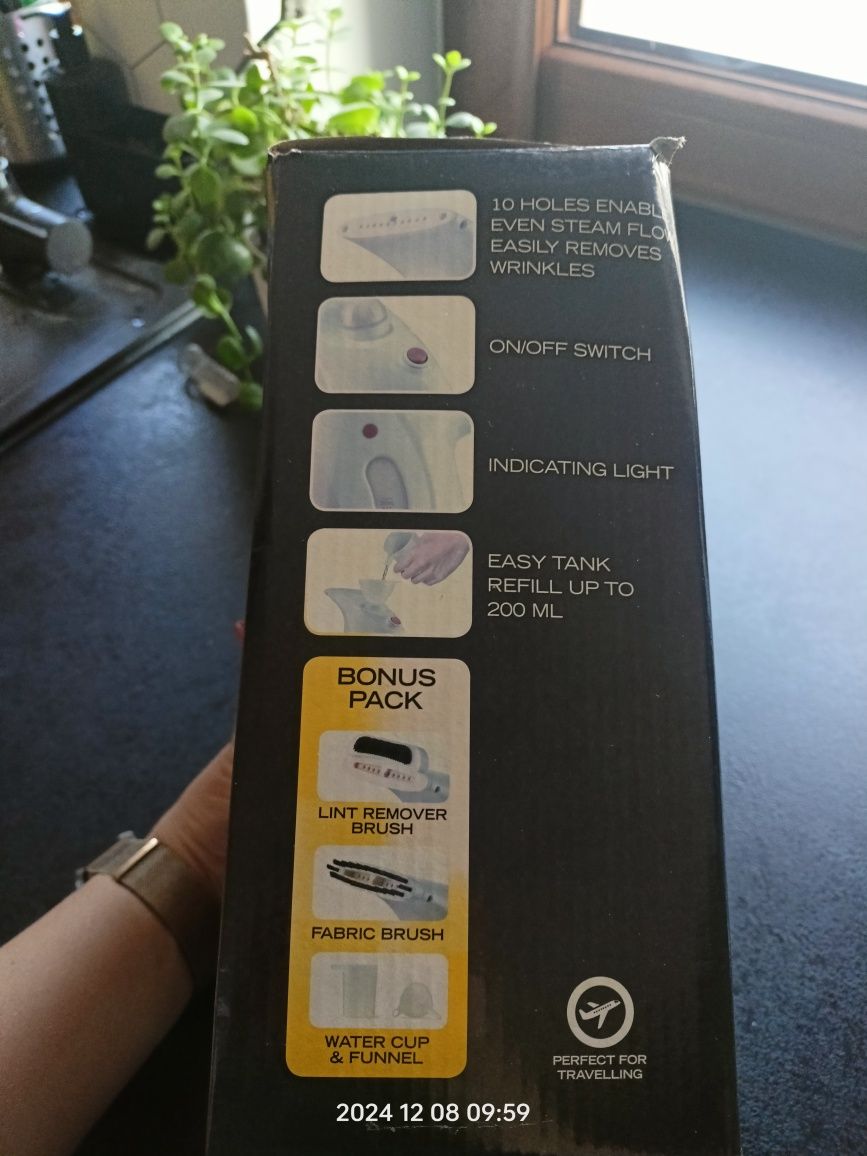 10 HOLES ENABL
EVEN STEAM FLO
EASILY REMOVES
WRINKLES
ON/OFF SWITCH
INDICATING LIGHT
EASY TANK
REFILL UP TO
200 ML
BONUS
PACK
LINT REMOVER
BRUSH
FABRIC BRUSH
WATER CUP
& FUNNEL
PERFECT FOR
TRAVELLING
2024 12 08 09:59